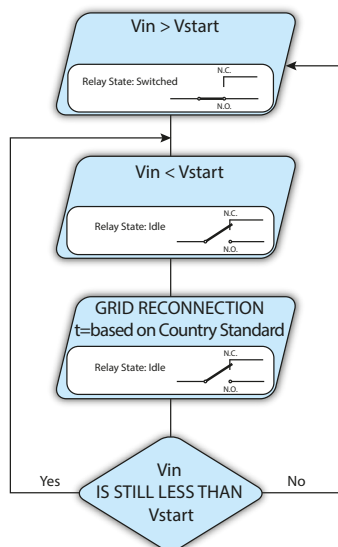 Vin > Vstart
N.C.
Relay State: Switched
N.O.
Vin < Vstart
N.C.
Relay State: Idle
N.O.
GRID RECONNECTION
t=based on Country Standard
N.C.
Relay State: Idle
N.O.
Yes
No
Vin
IS STILL LESS THAN
Vstart